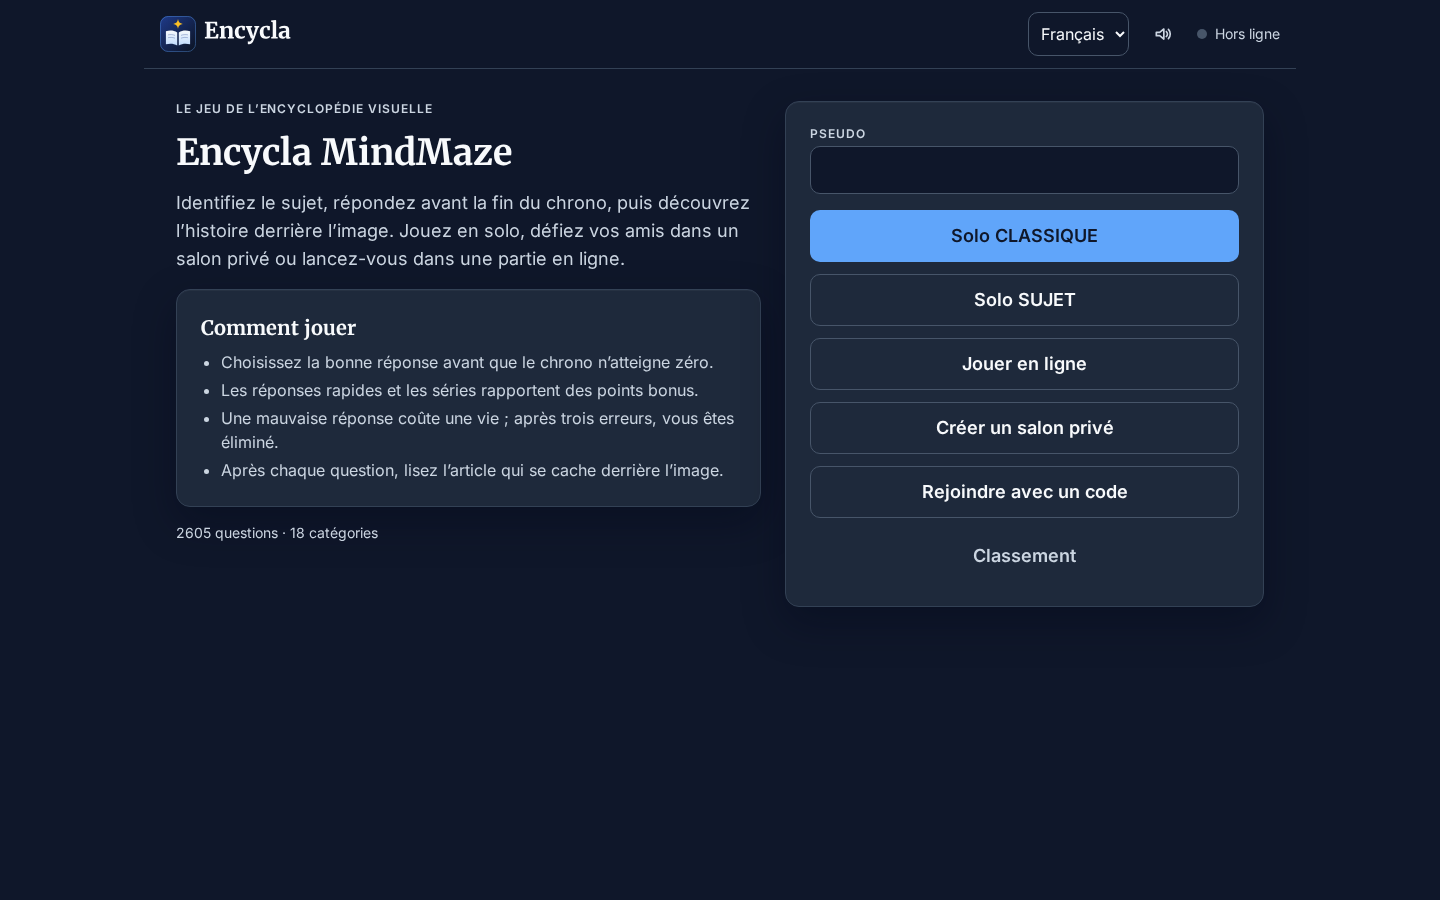 Encycla
Français
Hors ligne
LE JEU DE L’ENCYCLOPÉDIE VISUELLE
Encycla MindMaze
Identifiez le sujet, répondez avant la fin du chrono, puis découvrez
l’histoire derrière l’image. Jouez en solo, défiez vos amis dans un
salon privé ou lancez-vous dans une partie en ligne.
Comment jouer
• Choisissez la bonne réponse avant que le chrono n’atteigne zéro.
• Les réponses rapides et les séries rapportent des points bonus.
• Une mauvaise réponse coûte une vie ; après trois erreurs, vous êtes
éliminé.
• Après chaque question, lisez l’article qui se cache derrière l’image.
2605 questions · 18 catégories
PSEUDO
Solo CLASSIQUE
Solo SUJET
Jouer en ligne
Créer un salon privé
Rejoindre avec un code
Classement